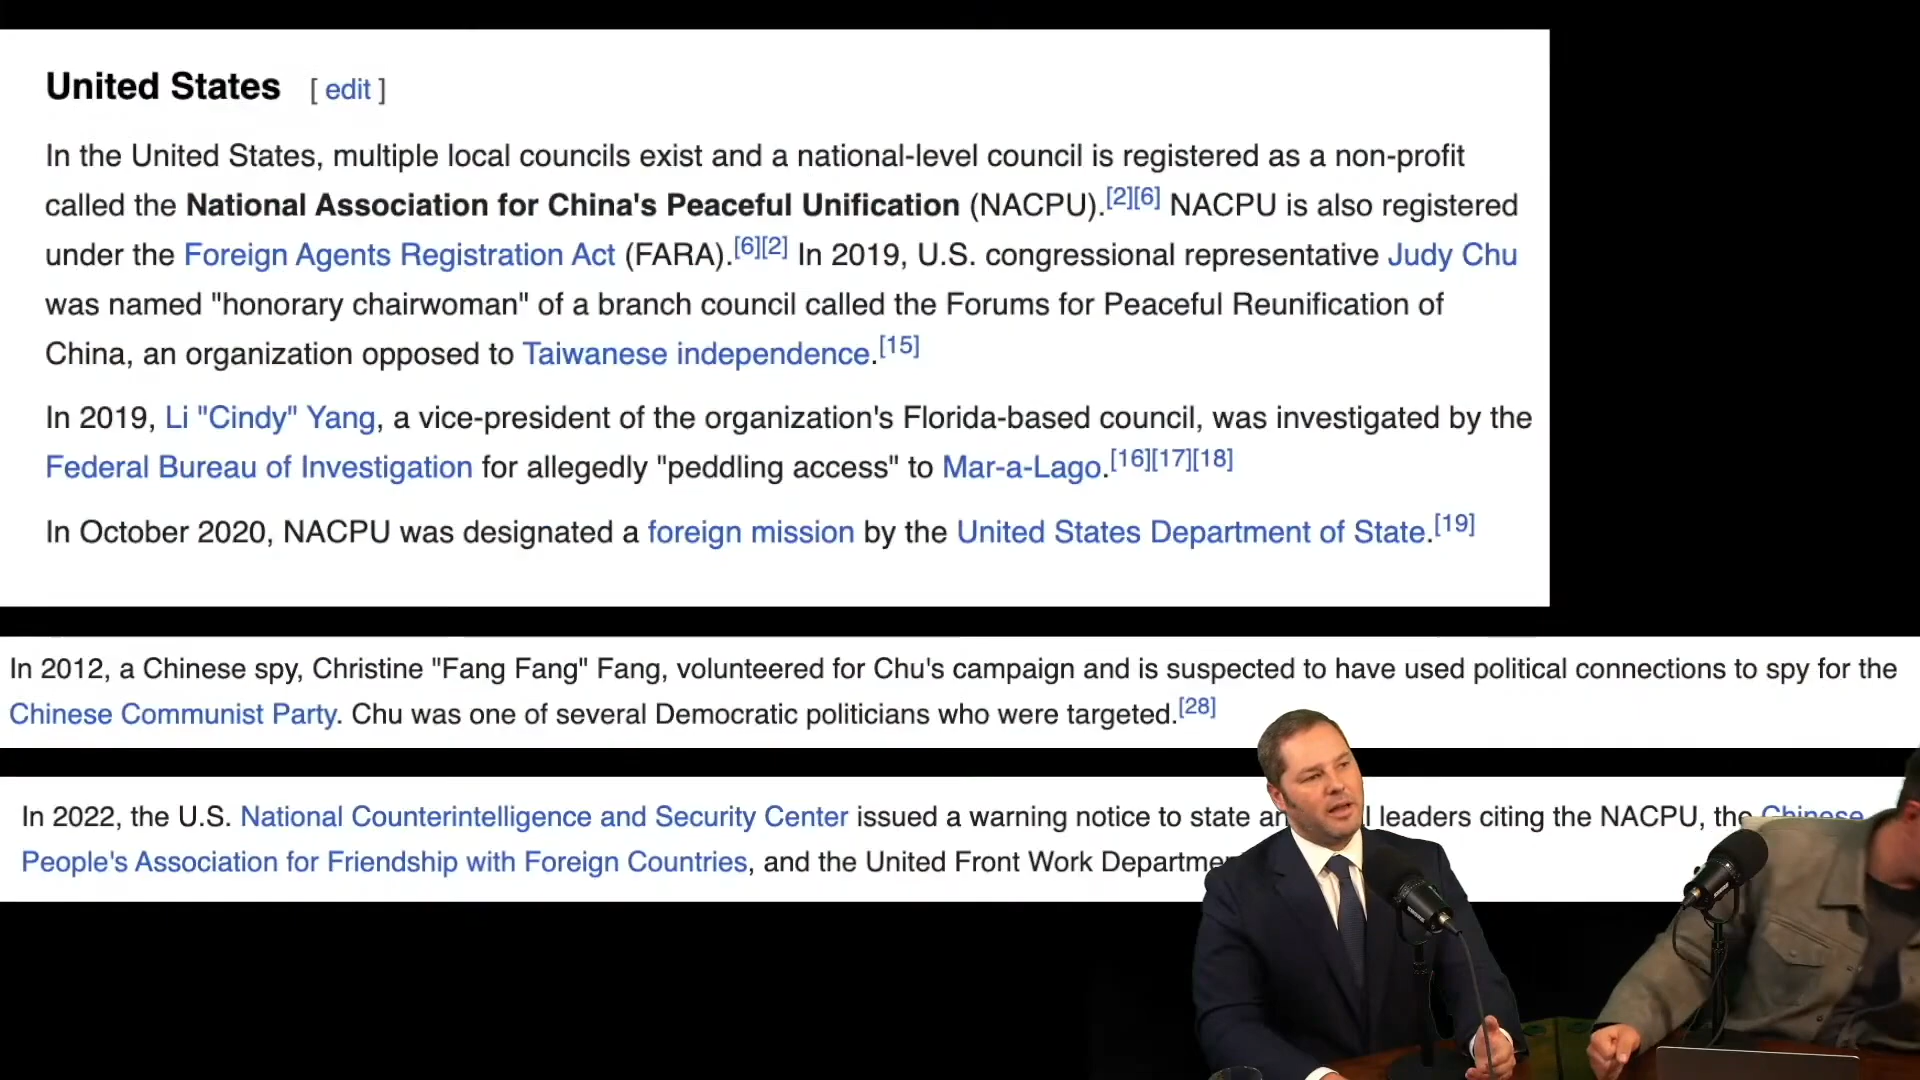 United States [ edit ]
In the United States, multiple local councils exist and a national-level council is registered as a non-profit
called the National Association for China's Peaceful Unification (NACPU).[2][6] NACPU is also registered
under the Foreign Agents Registration Act (FARA).[6][2] In 2019, U.S. congressional representative Judy Chu
was named "honorary chairwoman" of a branch council called the Forums for Peaceful Reunification of
China, an organization opposed to Taiwanese independence.[15]
In 2019, Li "Cindy" Yang, a vice-president of the organization's Florida-based council, was investigated by the
Federal Bureau of Investigation for allegedly "peddling access" to Mar-a-Lago.[16][17][18]
In October 2020, NACPU was designated a foreign mission by the United States Department of State.[19]
In 2012, a Chinese spy, Christine "Fang Fang" Fang, volunteered for Chu's campaign and is suspected to have used political connections to spy for the
Chinese Communist Party. Chu was one of several Democratic politicians who were targeted.[28]
In 2022, the U.S. National Counterintelligence and Security Center issued a warning notice to state leaders citing the NACPU, the Chinese
People's Association for Friendship with Foreign Countries, and the United Front Work